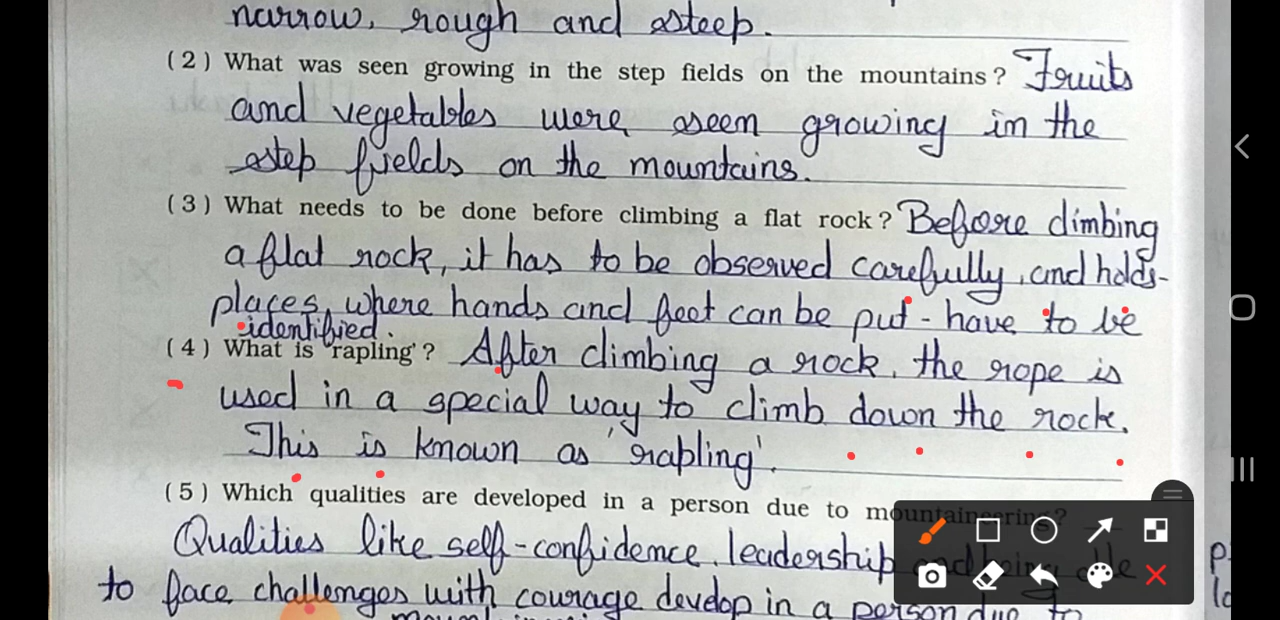 narrow, rough and steep.
(2) What was seen growing in the step fields on the mountains? Fruits
and vegetables were seen growing in the
step fields on the mountains.
(3) What needs to be done before climbing a flat rock? Before climbing
a flat rock, it has to be observed carefully, and holds-
places where hands and feet can be put - have to be
identified.
(4) What is 'rapling'? After climbing a rock, the rope is
used in a special way to climb down the rock.
This is known as 'rapling'.
(5) Which qualities are developed in a person due to mountaineering?
Qualities like self-confidence, leadership and being able
to face challenges with courage develop in a person due to